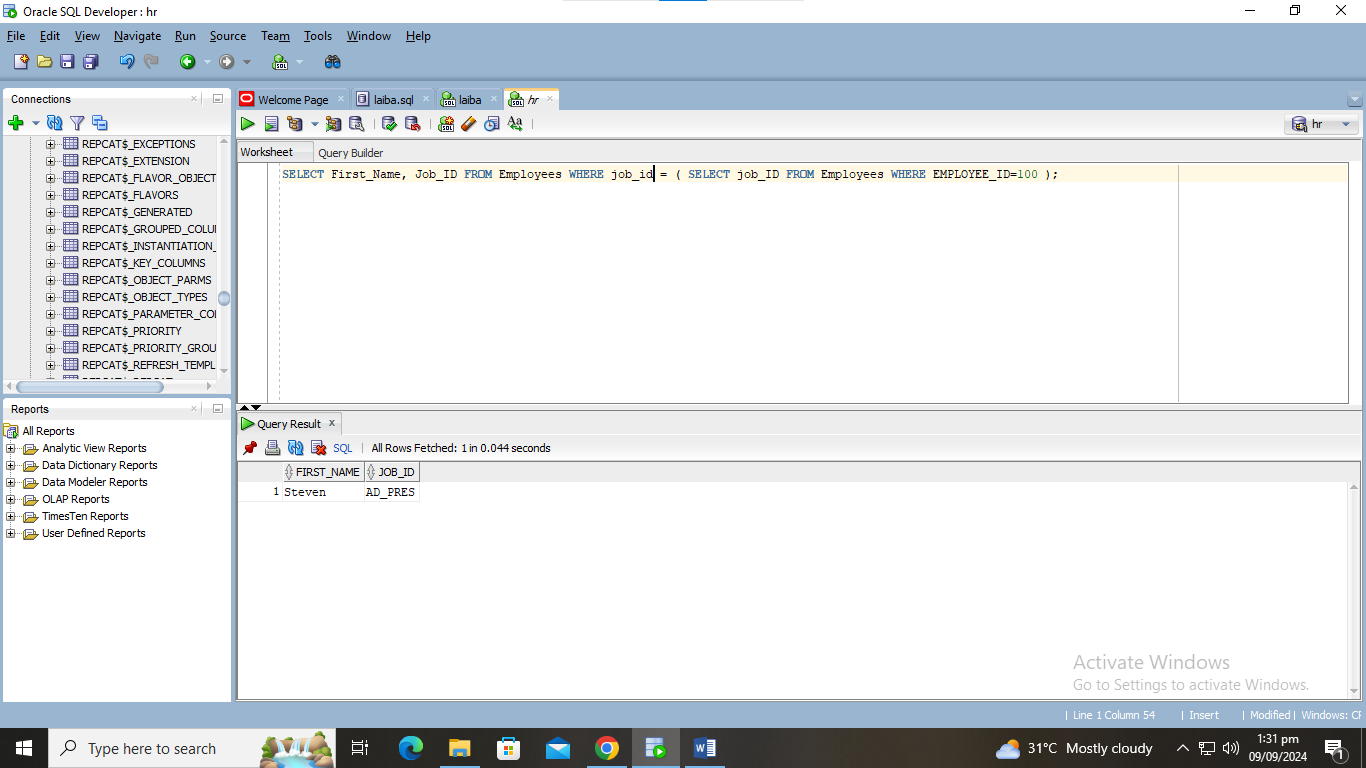 Oracle SQL Developer : hr
File Edit View Navigate Run Source Team Tools Window Help
Connections
Welcome Page laiba.sql laiba hr
hr
Worksheet Query Builder
SELECT First_Name, Job_ID FROM Employees WHERE job_id = ( SELECT job_ID FROM Employees WHERE EMPLOYEE_ID=100 );
REPCAT$_EXCEPTIONS
REPCAT$_EXTENSION
REPCAT$_FLAVOR_OBJECT
REPCAT$_FLAVORS
REPCAT$_GENERATED
REPCAT$_GROUPED_COLU
REPCAT$_INSTANTIATION_
REPCAT$_KEY_COLUMNS
REPCAT$_OBJECT_PARMS
REPCAT$_OBJECT_TYPES
REPCAT$_PARAMETER_COL
REPCAT$_PRIORITY
REPCAT$_PRIORITY_GROU
REPCAT$_REFRESH_TEMPL
Reports
All Reports
Analytic View Reports
Data Dictionary Reports
Data Modeler Reports
OLAP Reports
TimesTen Reports
User Defined Reports
Query Result
SQL All Rows Fetched: 1 in 0.044 seconds
FIRST_NAME JOB_ID
1 Steven AD_PRES
Activate Windows
Go to Settings to activate Windows.
Line 1 Column 54 Insert Modified Windows: CF
Type here to search
31°C Mostly cloudy
1:31 pm
09/09/2024
1